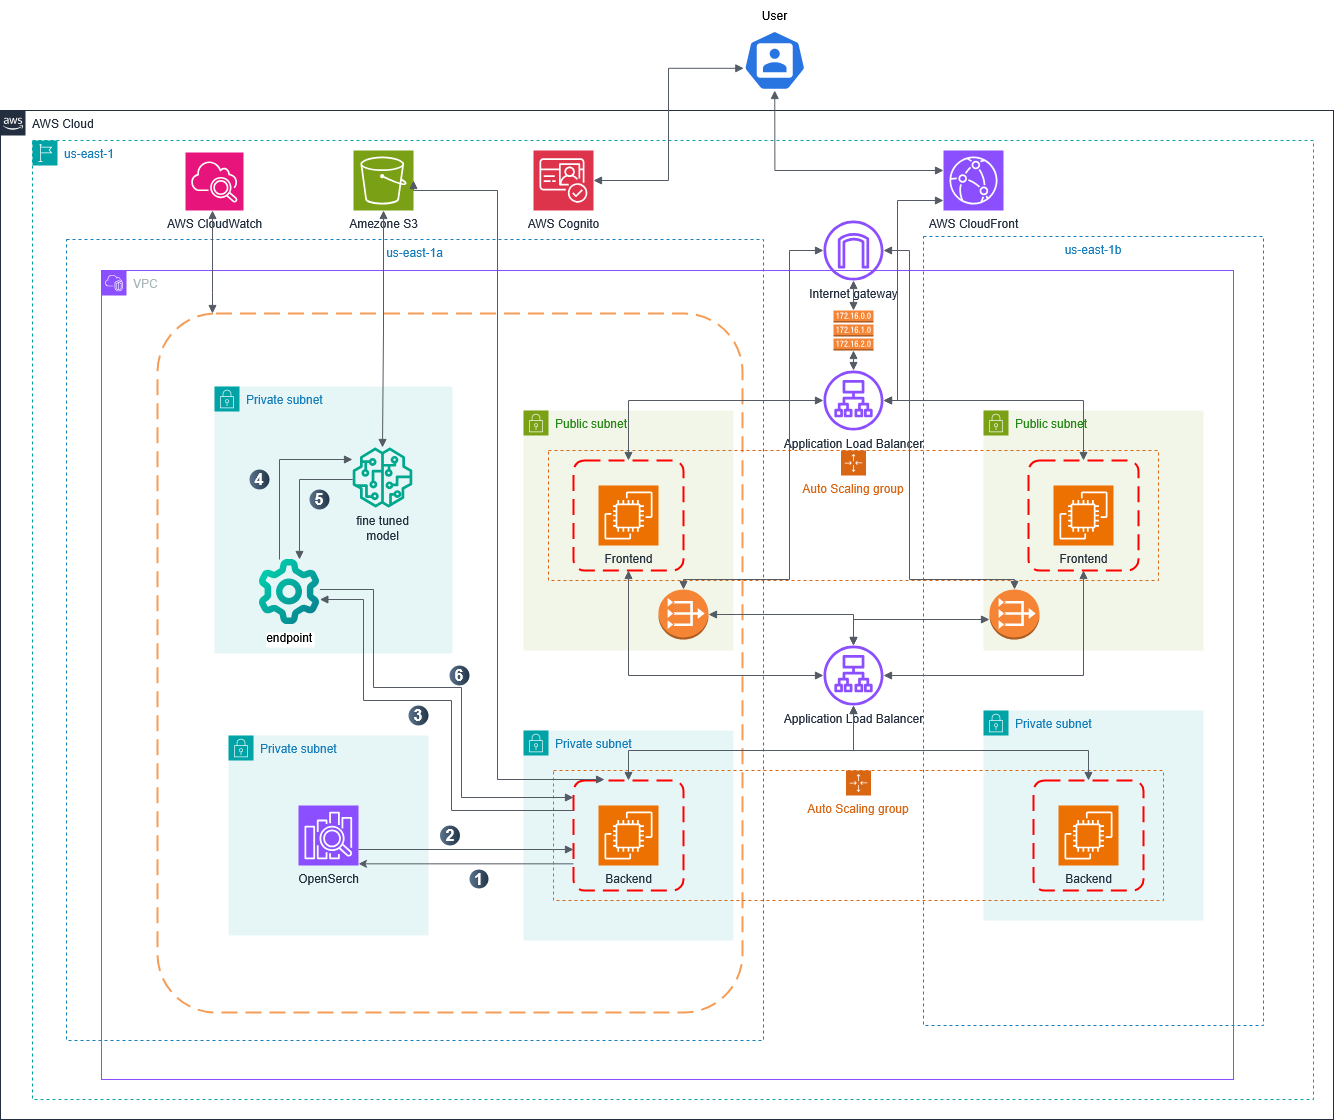 User
aws
AWS Cloud
us-east-1
AWS CloudWatch
Amezone S3
AWS Cognito
AWS CloudFront
us-east-1a
us-east-1b
VPC
Internet gateway
172.16.0.0
172.16.1.0
172.16.2.0
Private subnet
Application Load Balancer
Public subnet
Public subnet
Auto Scaling group
4
5
fine tuned
model
Frontend
Frontend
endpoint
6
3
Application Load Balancer
Private subnet
Private subnet
Private subnet
Auto Scaling group
2
1
OpenSerch
Backend
Backend